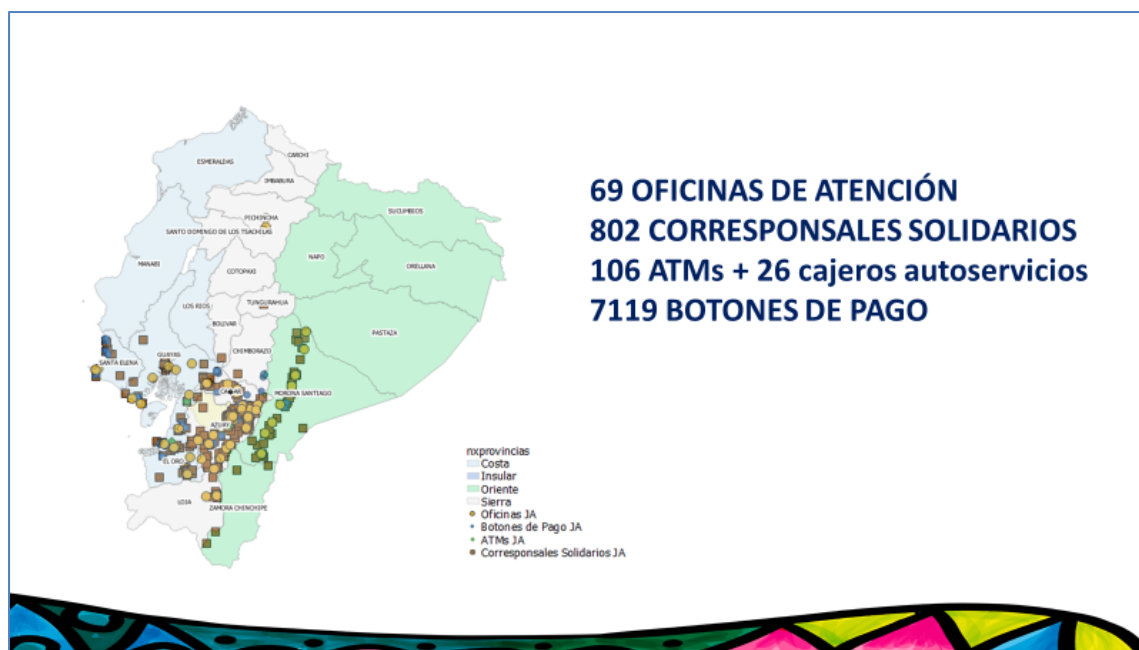 ESMERALDAS
CARCHI
IMBABURA
PICHINCHA
SANTO DOMINGO DE LOS TSACHILAS
SUCUMBIOS
NAPO
ORELLANA
MANABI
COTOPAXI
LOS RIOS
TUNGURAHUA
BOLIVAR
PASTAZA
CHIMBORAZO
GUAYAS
SANTA ELENA
CAÑAR
MORONA SANTIAGO
AZUAY
EL ORO
LOJA
ZAMORA CHINCHIPE
69 OFICINAS DE ATENCIÓN
802 CORRESPONSALES SOLIDARIOS
106 ATMs + 26 cajeros autoservicios
7119 BOTONES DE PAGO
nxprovincias
Costa
Insular
Oriente
Sierra
Oficinas JA
Botones de Pago JA
ATMs JA
Corresponsales Solidarios JA